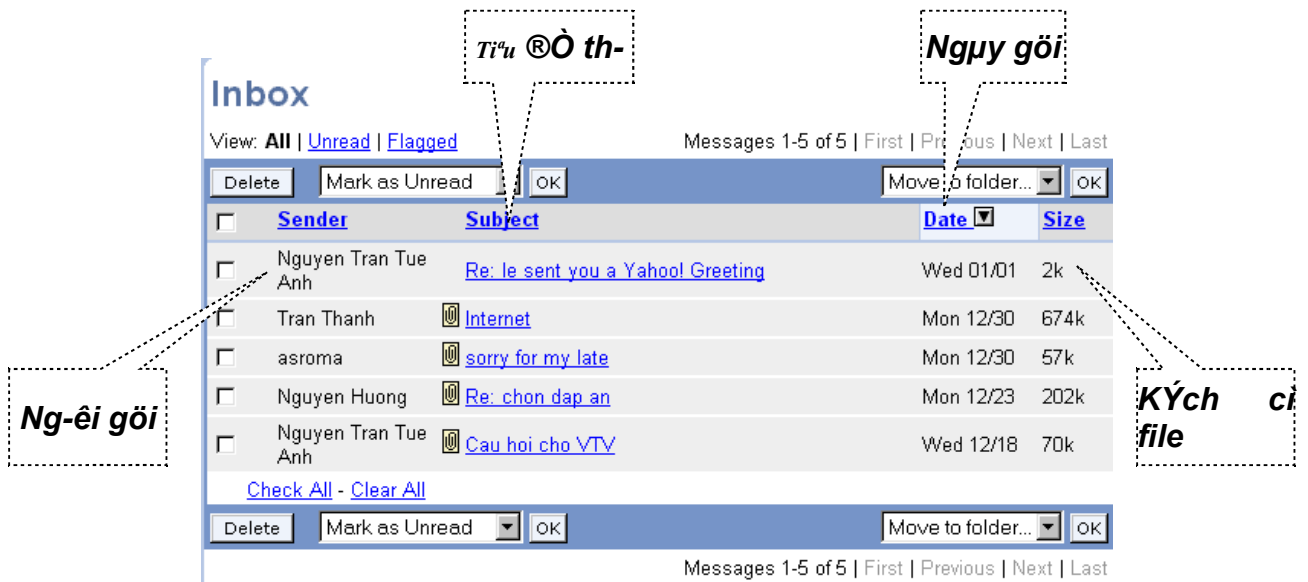 Tiªu ®Ò th-
Ngµy göi
Inbox
View: All | Unread | Flagged
Messages 1-5 of 5 | First | Previous | Next | Last
Delete Mark as Unread OK Move to folder... OK
Sender Subject Date Size
Nguyen Tran Tue Anh Re: le sent you a Yahoo! Greeting Wed 01/01 2k
Tran Thanh Internet Mon 12/30 674k
asroma sorry for my late Mon 12/30 57k
Nguyen Huong Re: chon dap an Mon 12/23 202k
Nguyen Tran Tue Anh Cau hoi cho VTV Wed 12/18 70k
Ng-êi göi
KÝch cì
file
Check All - Clear All
Delete Mark as Unread OK Move to folder... OK
Messages 1-5 of 5 | First | Previous | Next | Last